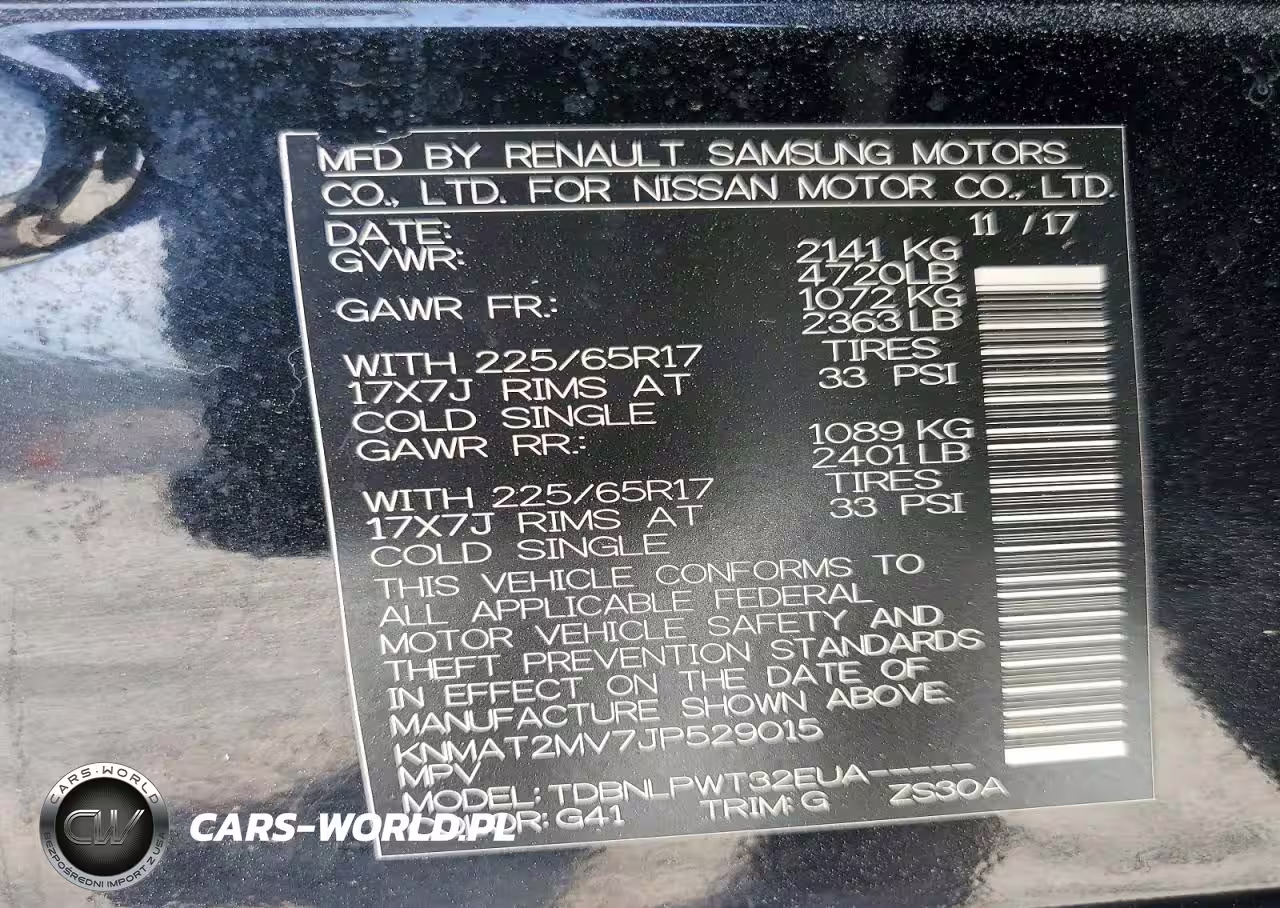 MFD BY RENAULT SAMSUNG MOTORS
CO., LTD. FOR NISSAN MOTOR CO., LTD.
DATE: 11 / 17
GVWR: 2141 KG
4720LB
GAWR FR.: 1072 KG
2363 LB
WITH 225/65R17 TIRES
17X7J RIMS AT 33 PSI
COLD SINGLE
GAWR RR.: 1089 KG
2401 LB
WITH 225/65R17 TIRES
17X7J RIMS AT 33 PSI
COLD SINGLE
THIS VEHICLE CONFORMS TO
ALL APPLICABLE FEDERAL
MOTOR VEHICLE SAFETY AND
THEFT PREVENTION STANDARDS
IN EFFECT ON THE DATE OF
MANUFACTURE SHOWN ABOVE.
KNMAT2MV7JP529015
MPV
MODEL: TDBNLPWT32EUA-----
G41 TRIM: G ZS30A
CARS-WORLD
CW
BEZPOŚREDNI IMPORT Z USA
CARS-WORLD.PL